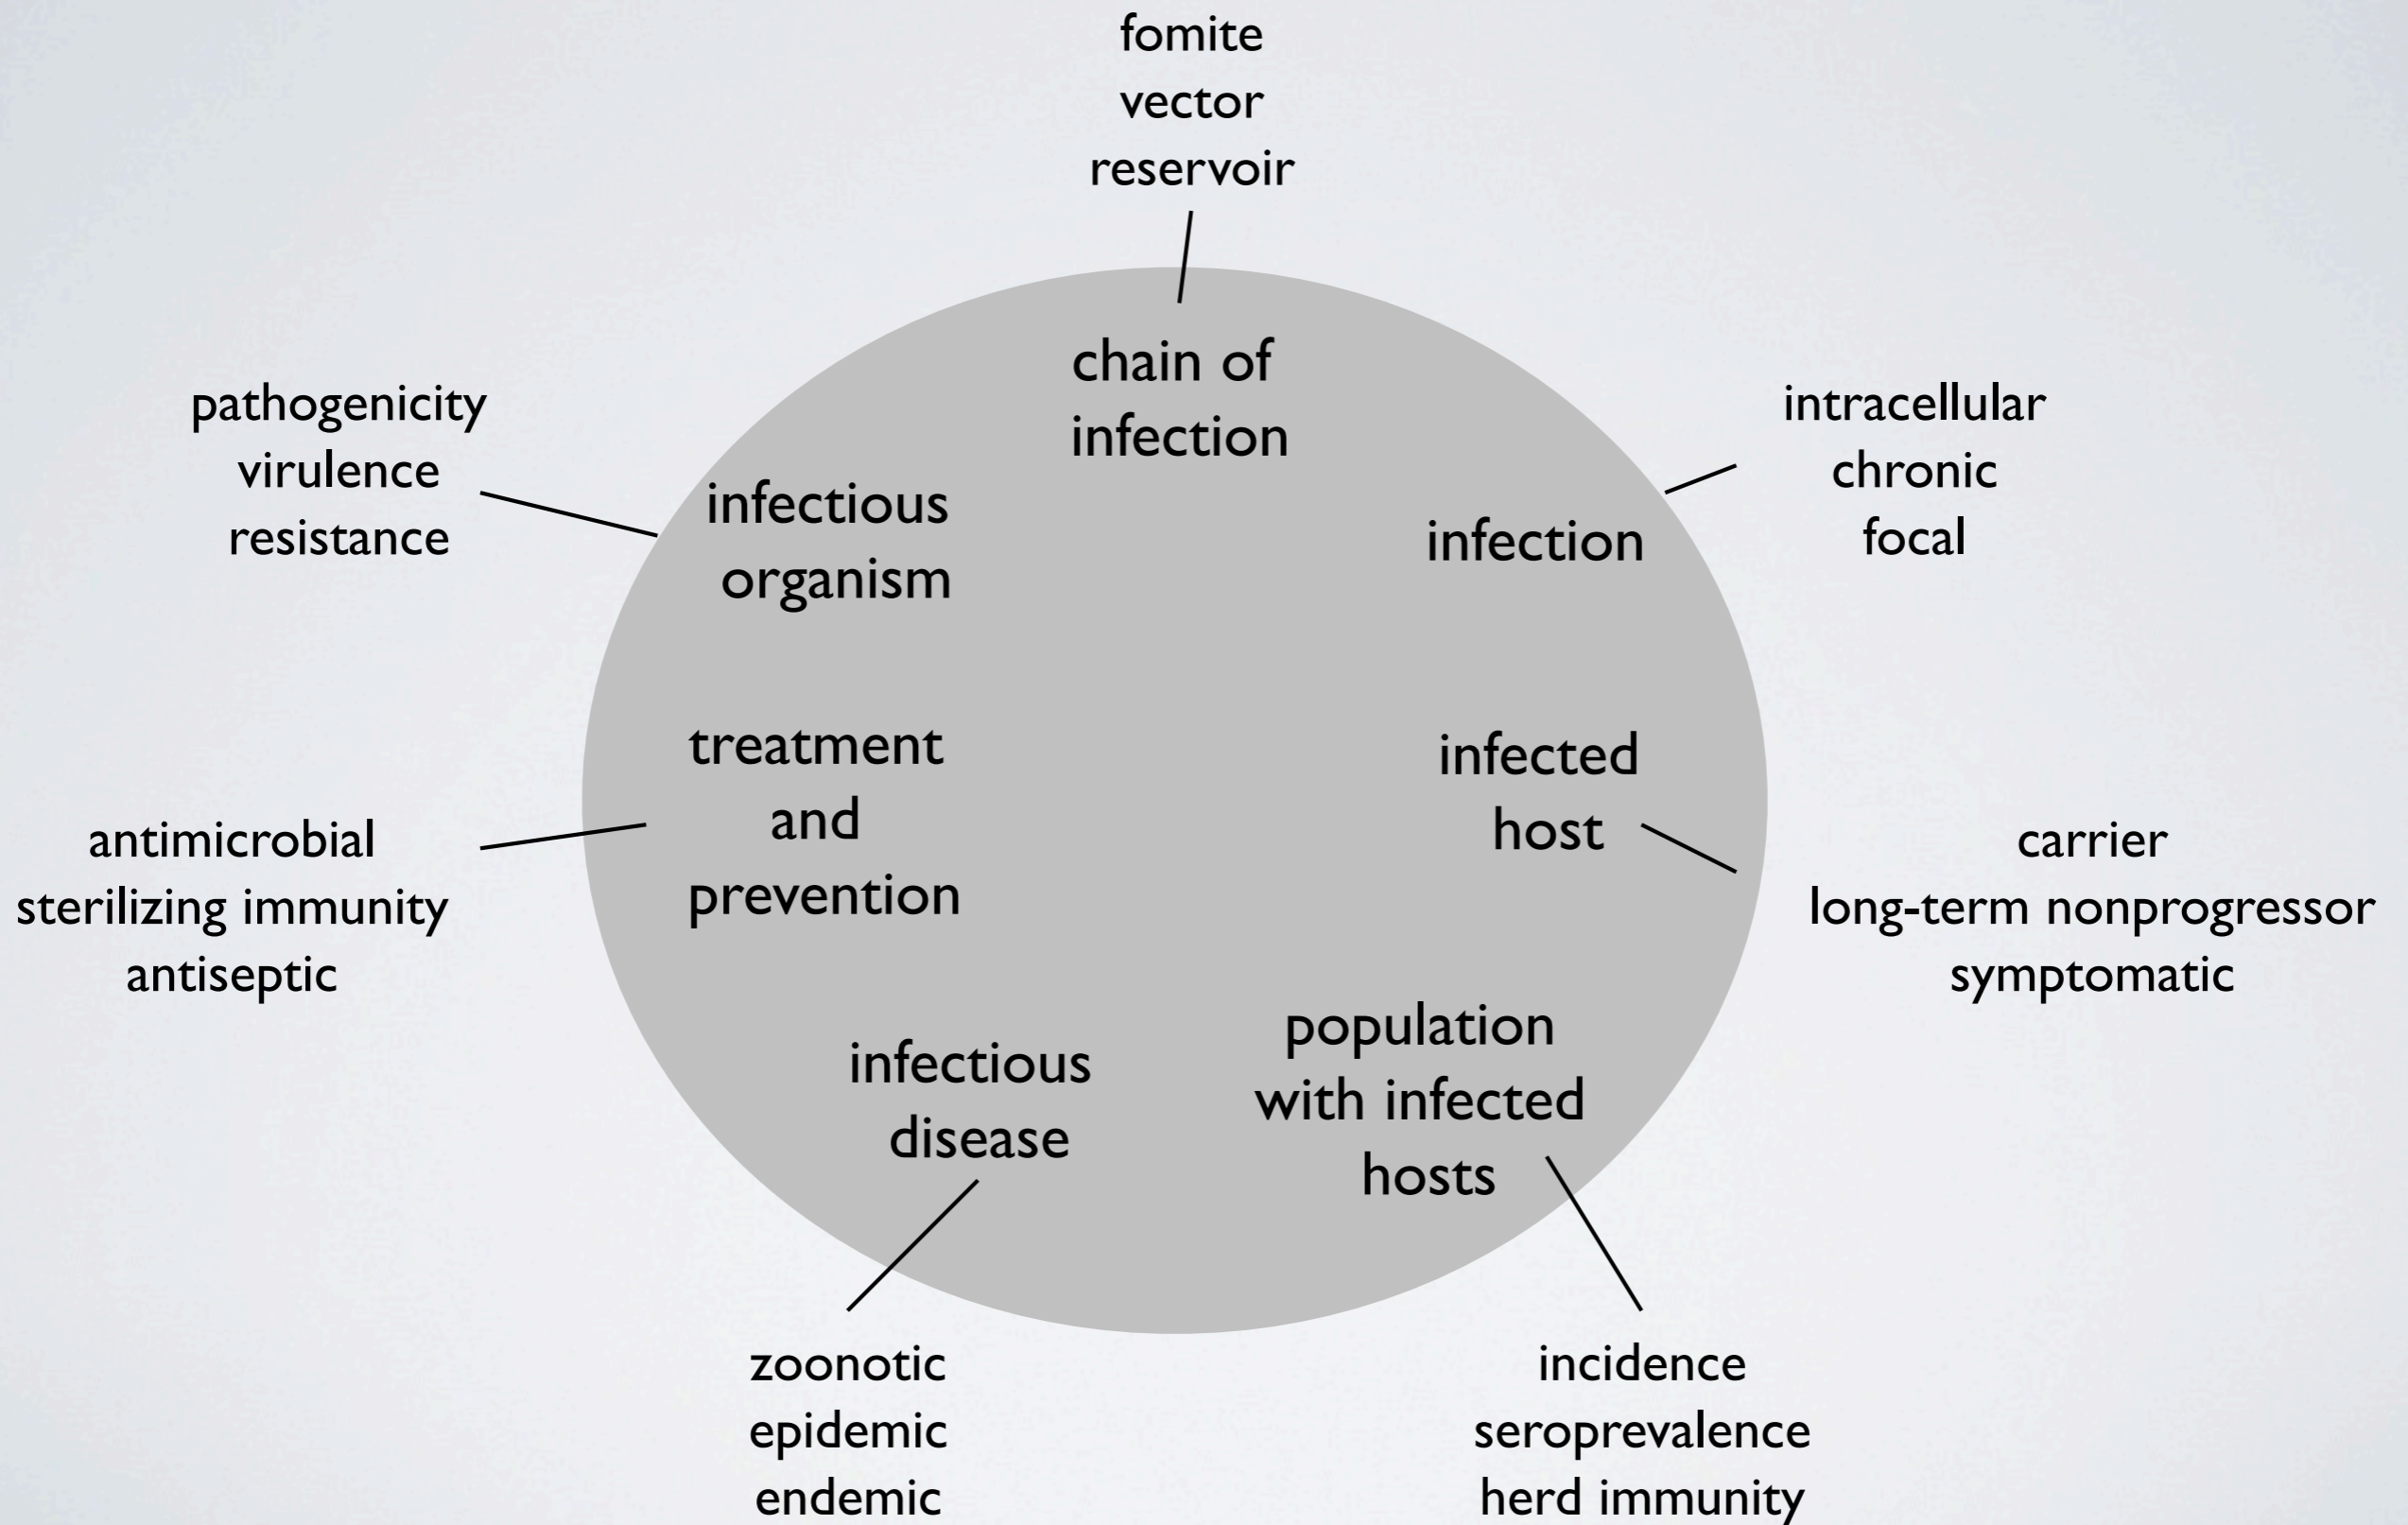 fomite
vector
reservoir
chain of
infection
pathogenicity
virulence
resistance
infectious
organism
intracellular
chronic
focal
infection
treatment
and
prevention
antimicrobial
sterilizing immunity
antiseptic
infected
host
carrier
long-term nonprogressor
symptomatic
infectious
disease
population
with infected
hosts
zoonotic
epidemic
endemic
incidence
seroprevalence
herd immunity